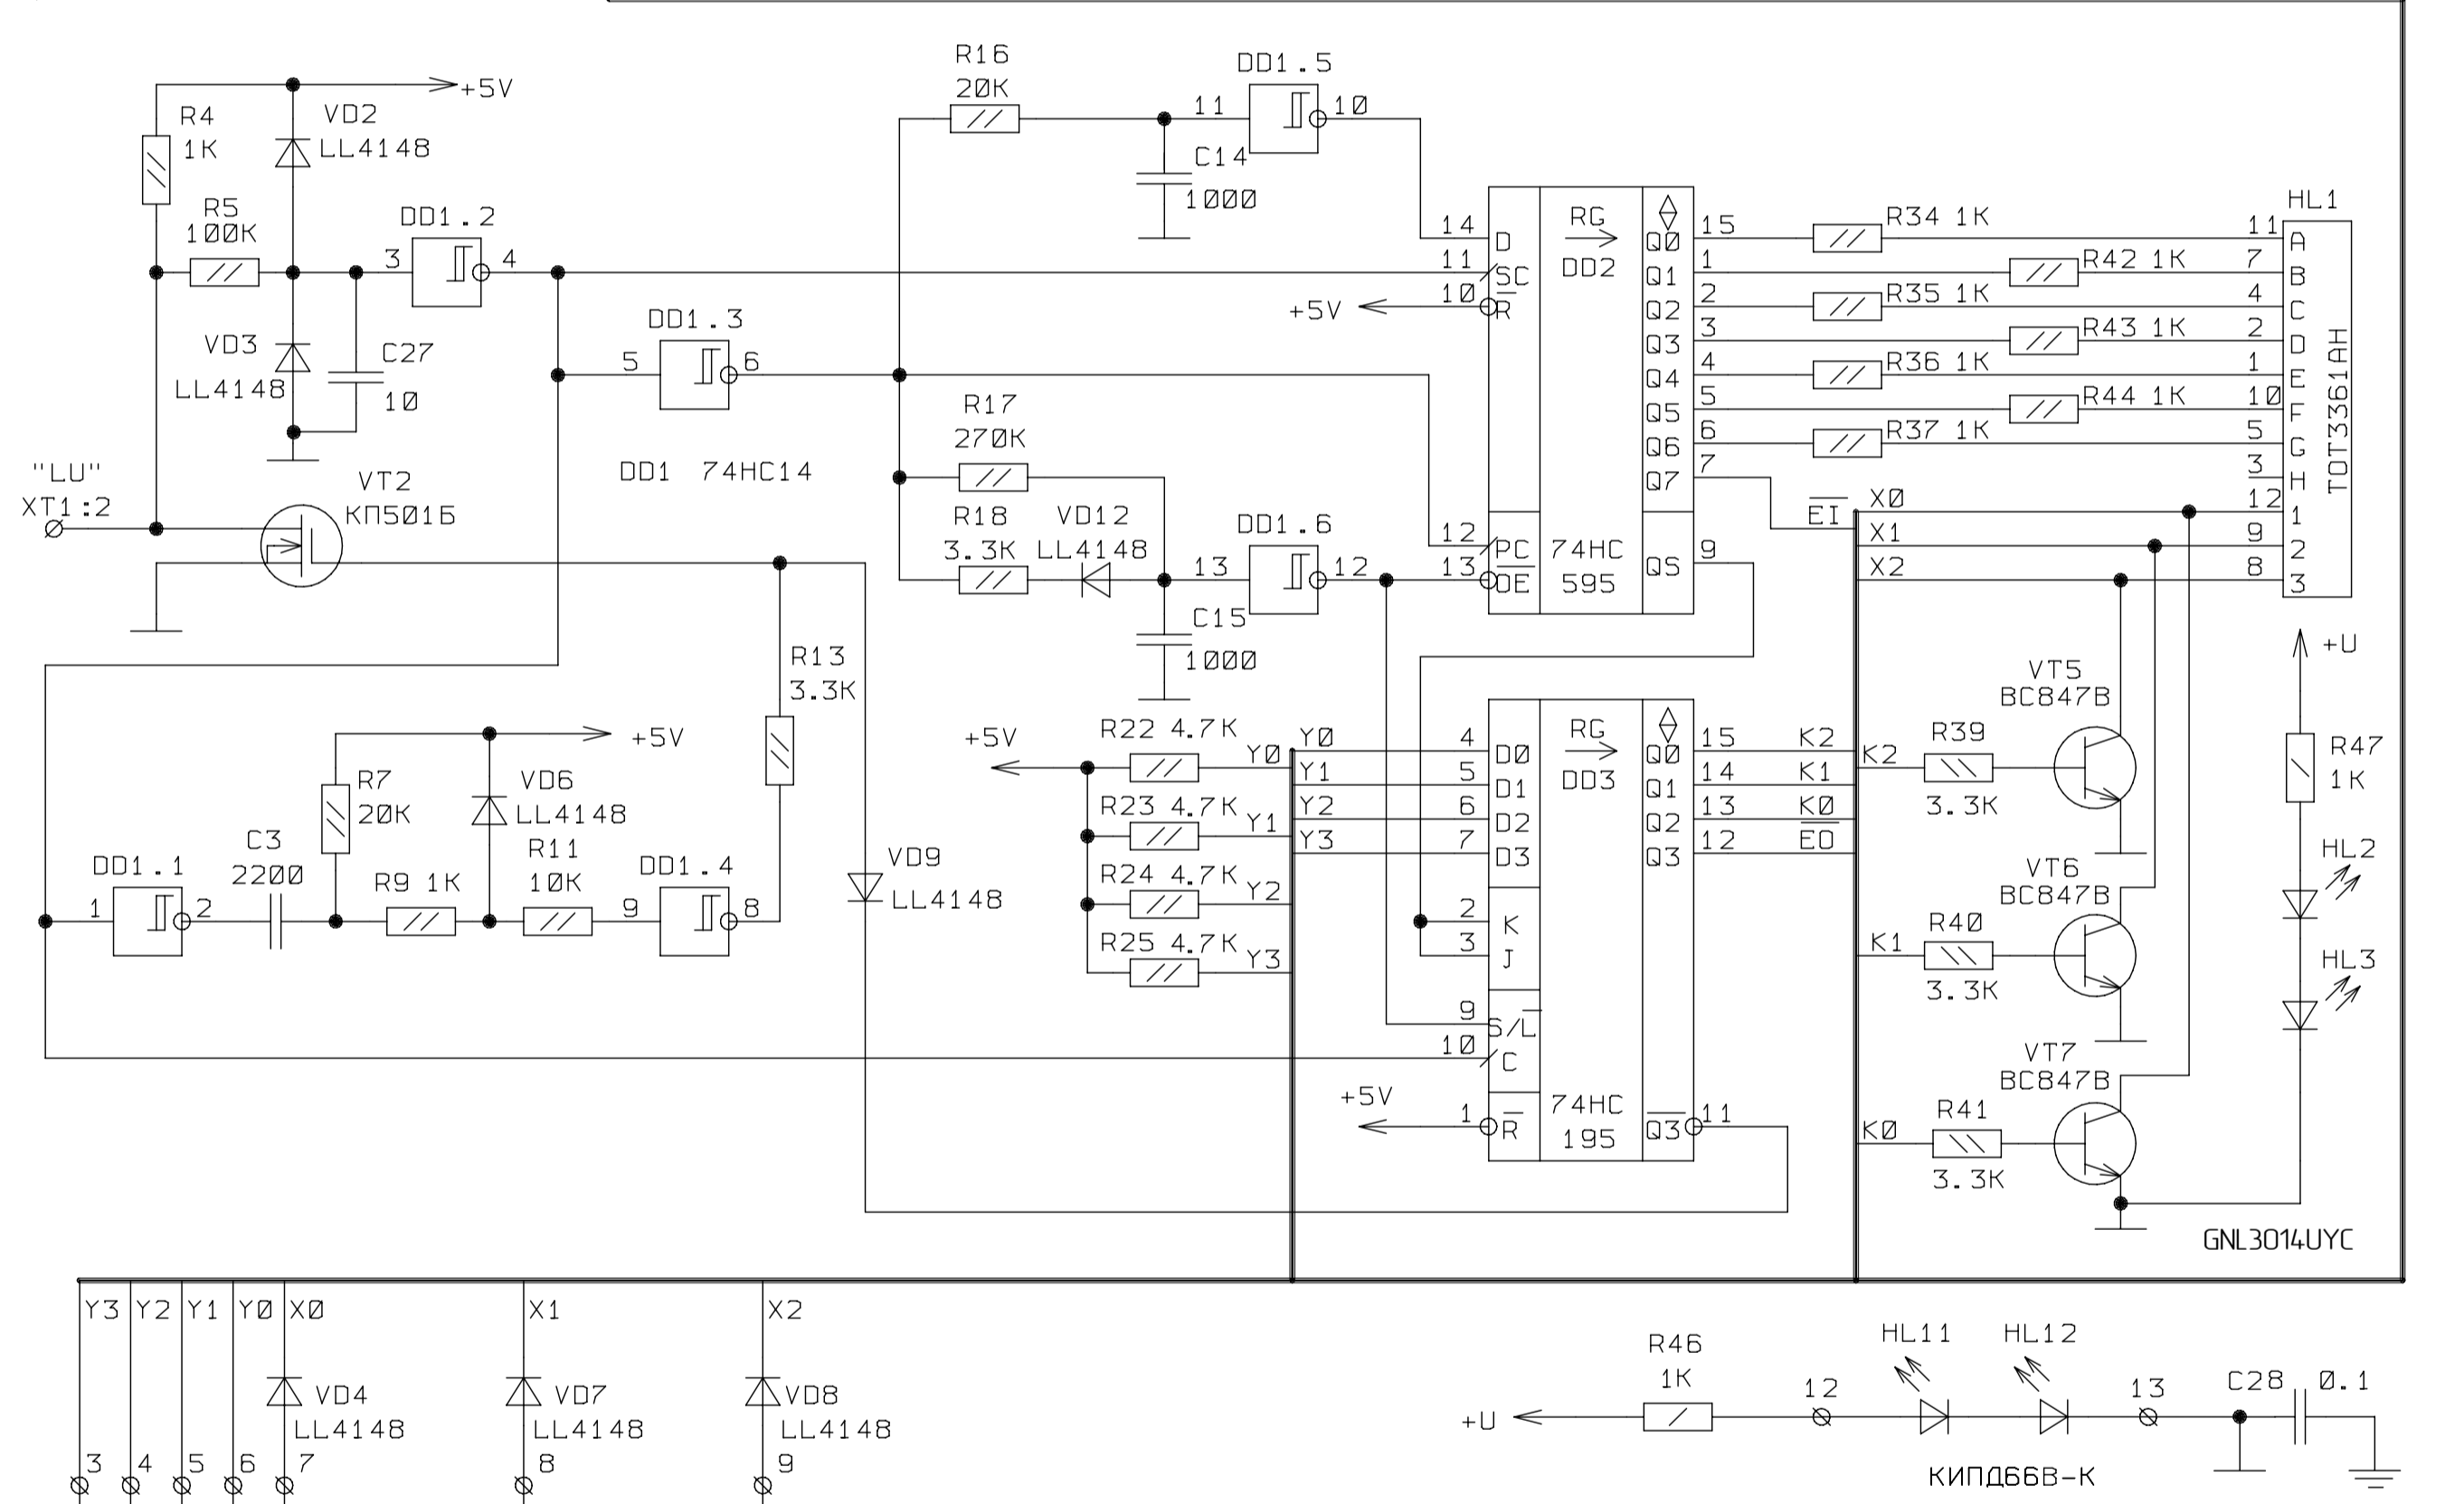 R16
20K
DD1.5
11
10
C14
1000
+5V
R4
1K
VD2
LL4148
R5
100K
DD1.2
3
4
VD3
LL4148
C27
10
DD1.3
5
6
DD1 74HC14
"LU"
XT1:2
VT2
КП501Б
R17
270K
R18
3.3K
VD12
LL4148
DD1.6
13
12
C15
1000
14
11
10
+5V
12
13
D
SC
R
PC
OE
RG
DD2
74HC
595
Q0
Q1
Q2
Q3
Q4
Q5
Q6
Q7
QS
15
1
2
3
4
5
6
7
9
R34 1K
R42 1K
R35 1K
R43 1K
R36 1K
R44 1K
R37 1K
EI
X0
X1
X2
HL1
11
7
4
2
1
10
5
3
12
9
8
A
B
C
D
E
F
G
H
1
2
3
TOT3361AH
R13
3.3K
+5V
R7
20K
VD6
LL4148
C3
2200
DD1.1
1
2
R9 1K
R11
10K
DD1.4
9
8
VD9
LL4148
+5V
R22 4.7K
Y0
R23 4.7K
Y1
R24 4.7K
Y2
R25 4.7K
Y3
Y0
Y1
Y2
Y3
4
5
6
7
2
3
9
10
+5V
1
D0
D1
D2
D3
K
J
S/L
C
R
RG
DD3
74HC
195
Q0
Q1
Q2
Q3
Q3
15
14
13
12
11
K2
K1
K0
EO
K2
R39
3.3K
VT5
BC847B
K1
R40
3.3K
VT6
BC847B
K0
R41
3.3K
VT7
BC847B
+U
R47
1K
HL2
HL3
GNL3014UYC
Y3
Y2
Y1
Y0
X0
X1
X2
VD4
LL4148
VD7
LL4148
VD8
LL4148
3
4
5
6
7
8
9
+U
R46
1K
12
HL11
HL12
13
C28
0.1
КИПД66В-К